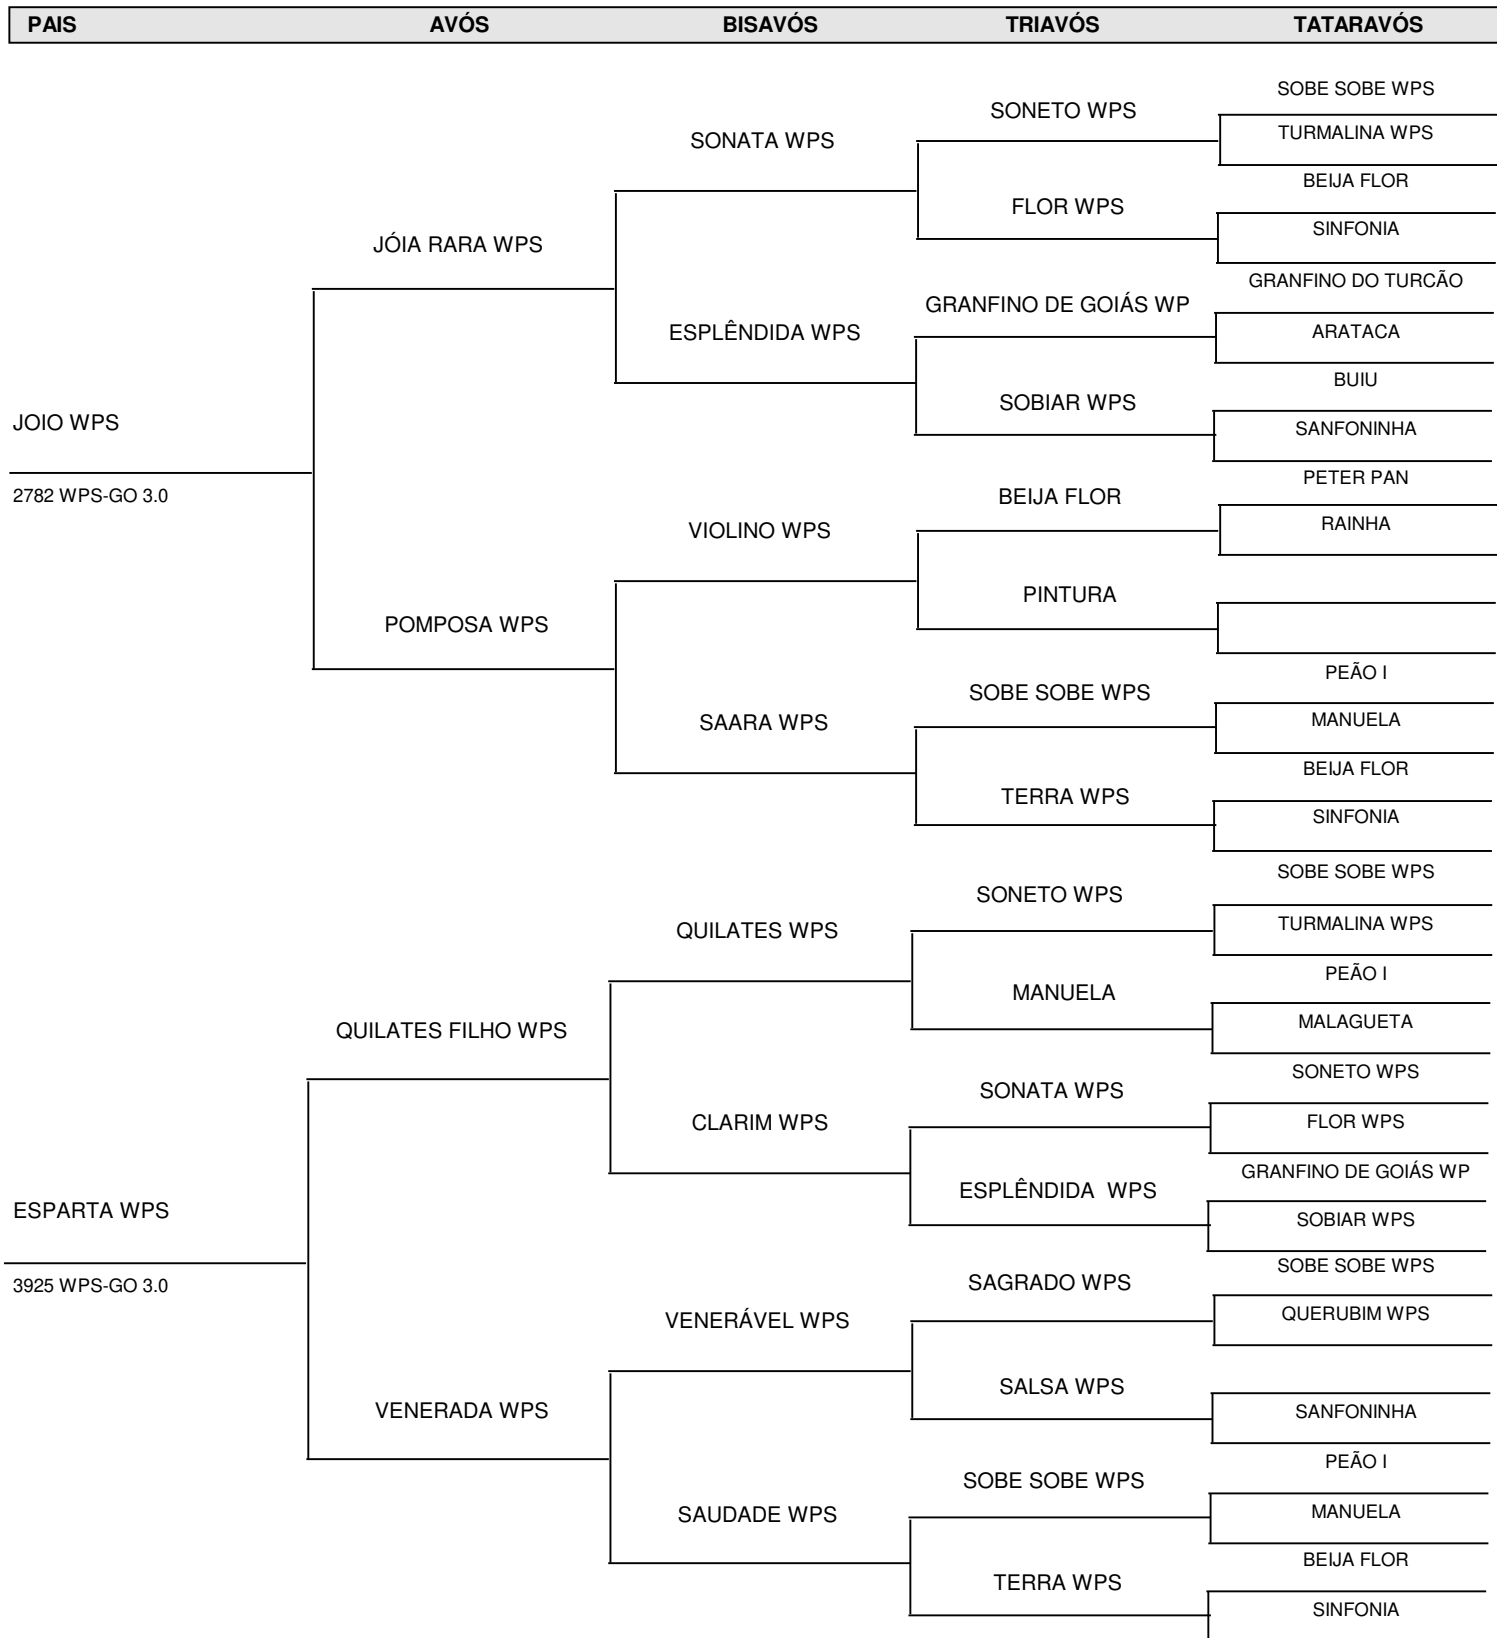 PAIS AVÓS BISAVÓS TRIAVÓS TATARAVÓS
SOBE SOBE WPS
SONETO WPS
TURMALINA WPS
SONATA WPS
BEIJA FLOR
FLOR WPS
SINFONIA
JÓIA RARA WPS
GRANFINO DO TURCÃO
GRANFINO DE GOIÁS WP
ARATACA
ESPLÊNDIDA WPS
BUIU
SOBIAR WPS
SANFONINHA
JOIO WPS
2782 WPS-GO 3.0
PETER PAN
BEIJA FLOR
RAINHA
VIOLINO WPS
PINTURA
POMPOSA WPS
PEÃO I
SOBE SOBE WPS
MANUELA
SAARA WPS
BEIJA FLOR
TERRA WPS
SINFONIA
SOBE SOBE WPS
SONETO WPS
TURMALINA WPS
QUILATES WPS
PEÃO I
MANUELA
MALAGUETA
QUILATES FILHO WPS
SONETO WPS
SONATA WPS
FLOR WPS
CLARIM WPS
GRANFINO DE GOIÁS WP
ESPLÊNDIDA WPS
SOBIAR WPS
ESPARTA WPS
3925 WPS-GO 3.0
SOBE SOBE WPS
SAGRADO WPS
QUERUBIM WPS
VENERÁVEL WPS
SALSA WPS
SANFONINHA
VENERADA WPS
PEÃO I
SOBE SOBE WPS
MANUELA
SAUDADE WPS
BEIJA FLOR
TERRA WPS
SINFONIA